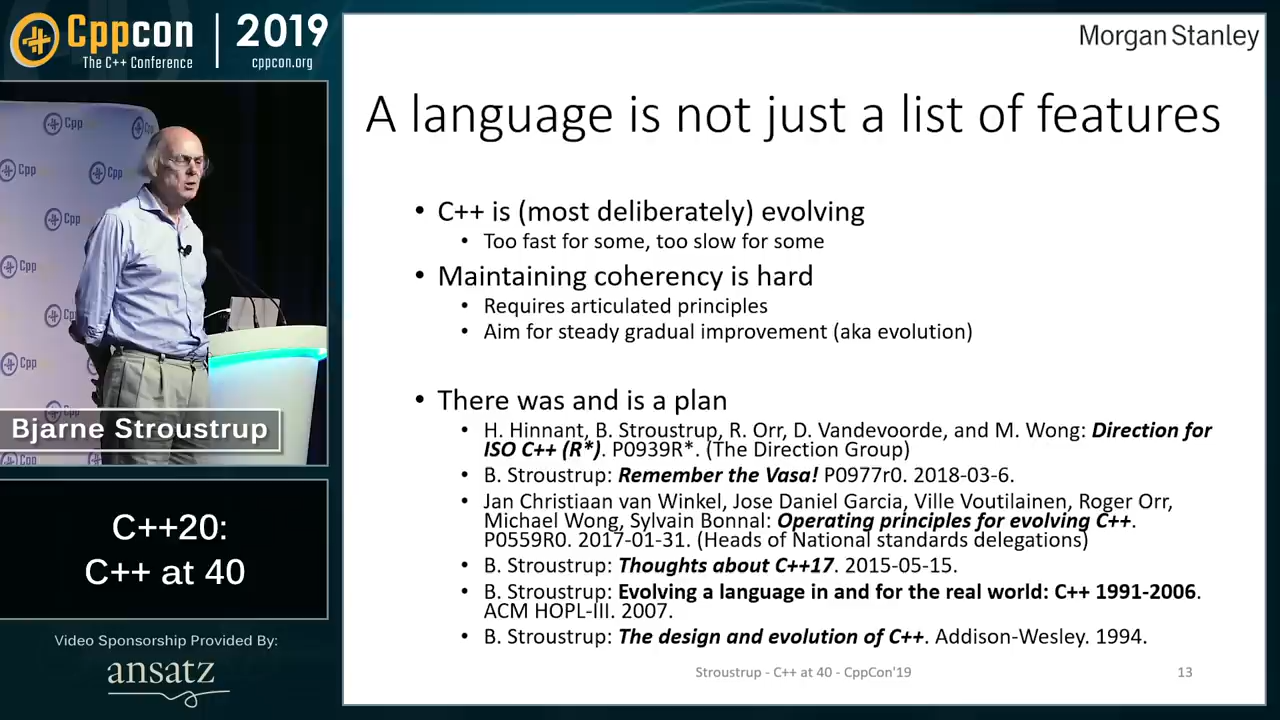 Cppcon
The C++ Conference
2019
cppcon.org
Morgan Stanley
A language is not just a list of features
• C++ is (most deliberately) evolving
• Too fast for some, too slow for some
• Maintaining coherency is hard
• Requires articulated principles
• Aim for steady gradual improvement (aka evolution)
• There was and is a plan
• H. Hinnant, B. Stroustrup, R. Orr, D. Vandevoorde, and M. Wong: Direction for
ISO C++ (R*). P0939R*. (The Direction Group)
• B. Stroustrup: Remember the Vasa! P0977r0. 2018-03-6.
• Jan Christiaan van Winkel, Jose Daniel Garcia, Ville Voutilainen, Roger Orr,
Michael Wong, Sylvain Bonnal: Operating principles for evolving C++.
P0559R0. 2017-01-31. (Heads of National standards delegations)
• B. Stroustrup: Thoughts about C++17. 2015-05-15.
• B. Stroustrup: Evolving a language in and for the real world: C++ 1991-2006.
ACM HOPL-III. 2007.
• B. Stroustrup: The design and evolution of C++. Addison-Wesley. 1994.
Stroustrup - C++ at 40 - CppCon'19
13
Cpp
Cpp
Cpp
Cpp
Cpp
Cpp
Cpp
Bjarne Stroustrup
C++20:
C++ at 40
Video Sponsorship Provided By:
ansatz